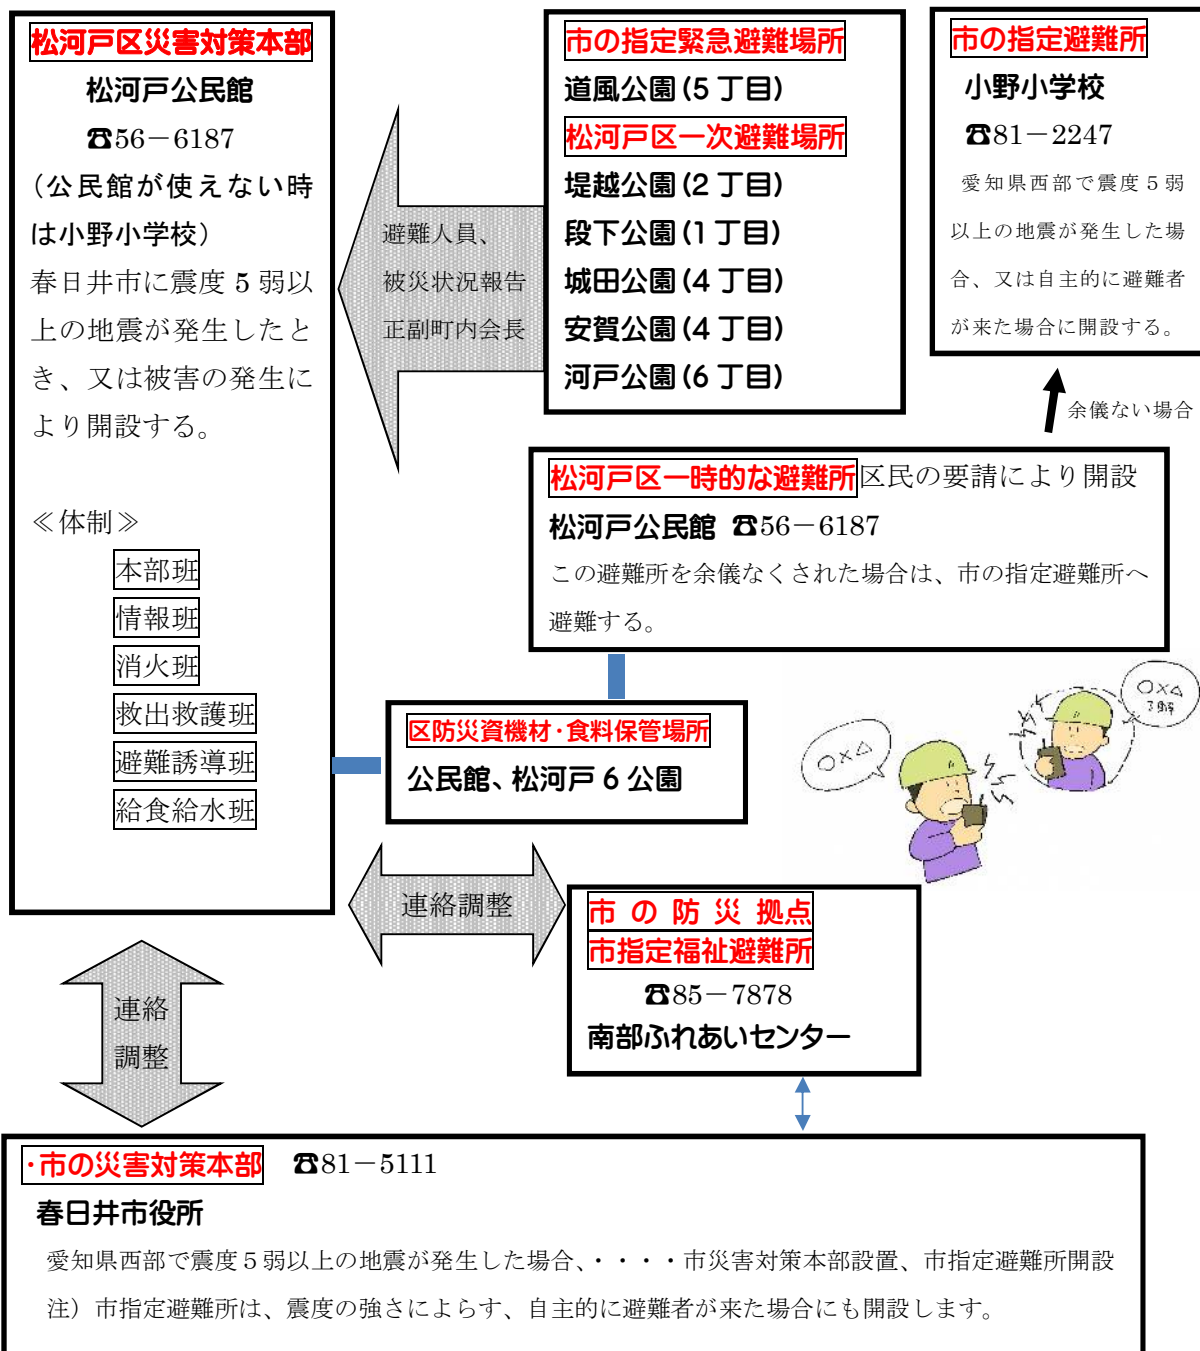 松河戸区災害対策本部
松河戸公民館
☎56－6187
（公民館が使えない時
は小野小学校）
春日井市に震度 5 弱以
上の地震が発生したと
き、又は被害の発生に
より開設する。
≪体制≫
本部班
情報班
消火班
救出救護班
避難誘導班
給食給水班
避難人員、
被災状況報告
正副町内会長
市の指定緊急避難場所
道風公園（5 丁目）
松河戸区一次避難場所
堤越公園（2 丁目）
段下公園（1 丁目）
城田公園（4 丁目）
安賀公園（4 丁目）
河戸公園（6 丁目）
市の指定避難所
小野小学校
☎81－2247
愛知県西部で震度５弱
以上の地震が発生した場
合、又は自主的に避難者
が来た場合に開設する。
余儀ない場合
松河戸区一時的な避難所区民の要請により開設
松河戸公民館 ☎56－6187
この避難所を余儀なくされた場合は、市の指定避難所へ
避難する。
区防災資機材・食料保管場所
公民館、松河戸 6 公園
○×△
○×△
了解
連絡調整
市 の 防 災 拠点
市指定福祉避難所
☎85－7878
南部ふれあいセンター
連絡
調整
・市の災害対策本部 ☎81－5111
春日井市役所
愛知県西部で震度５弱以上の地震が発生した場合、・・・・市災害対策本部設置、市指定避難所開設
注）市指定避難所は、震度の強さによらす、自主的に避難者が来た場合にも開設します。